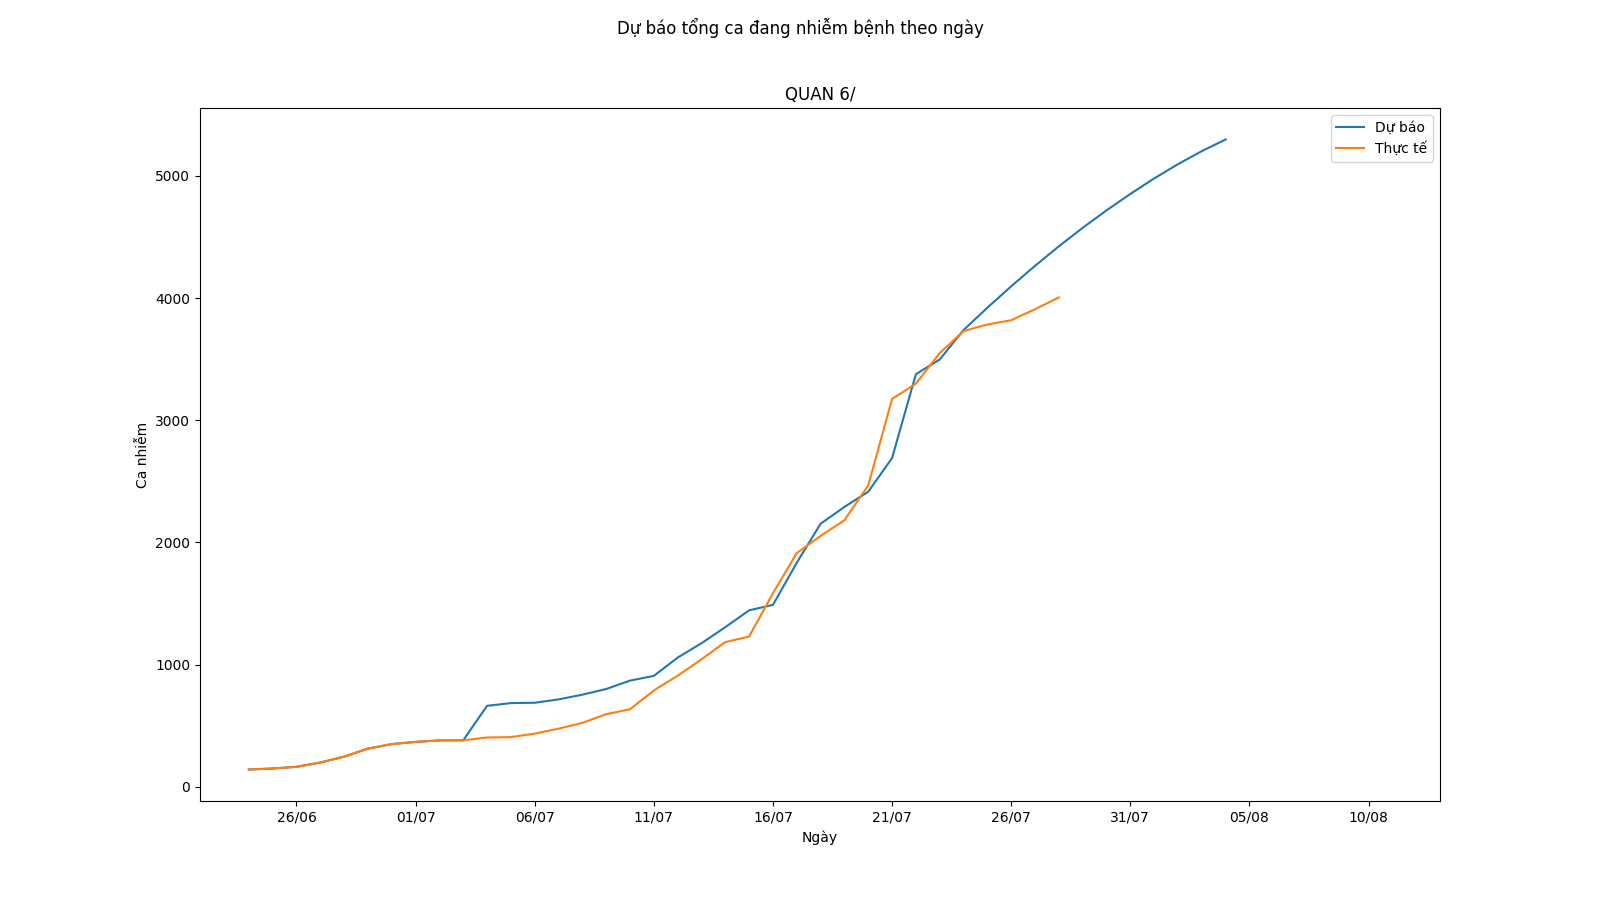 Dự báo tổng ca đang nhiễm bệnh theo ngày
QUAN 6/
Dự báo
Thực tế
5000
4000
3000
2000
1000
0
Ca nhiễm
26/06 01/07 06/07 11/07 16/07 21/07 26/07 31/07 05/08 10/08
Ngày